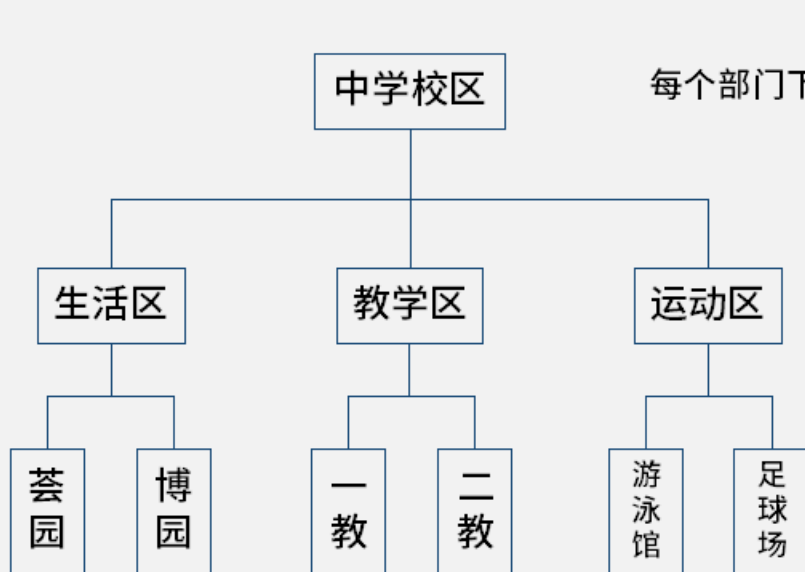 中学校区
每个部门下
生活区
教学区
运动区
荟园
博园
一教
二教
游泳馆
足球场